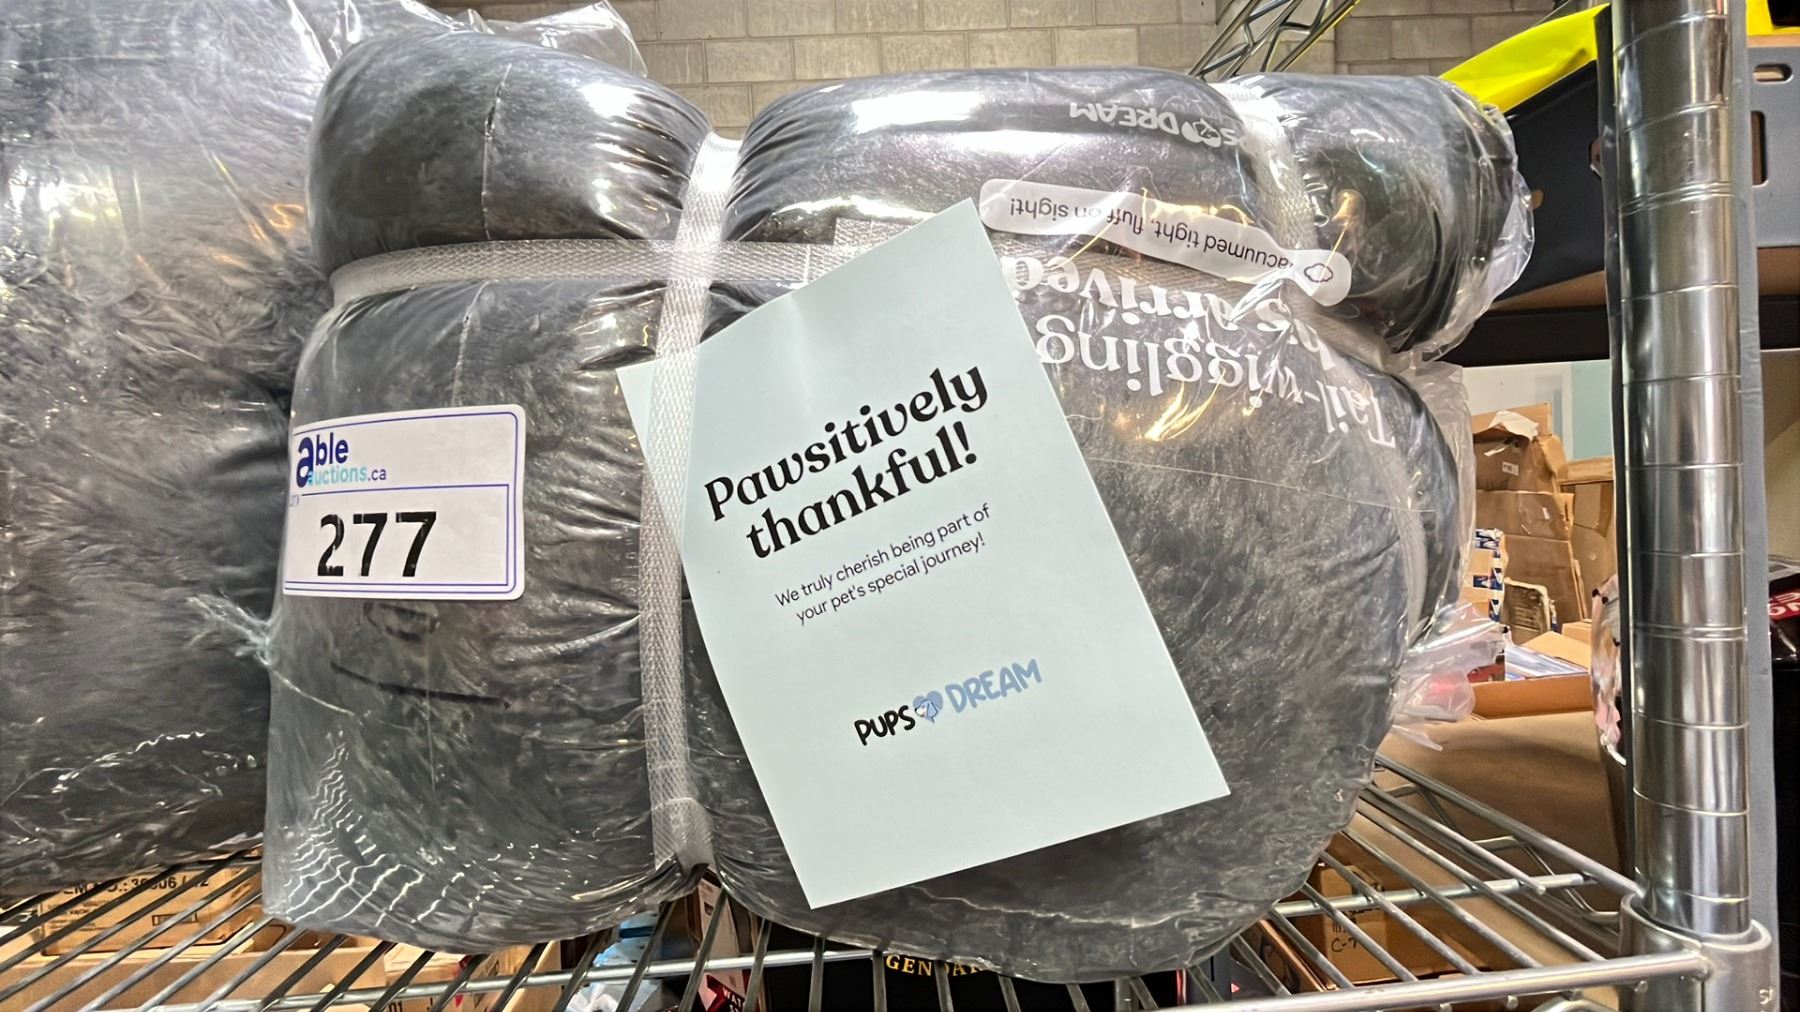 able
auctions.ca
277
Pawsitively
thankful!
We truly cherish being part of
your pet's special journey!
PUPS DREAM
DREAM
Vacuumed tight, fluff on sight!
Tail-wiggling
arrived